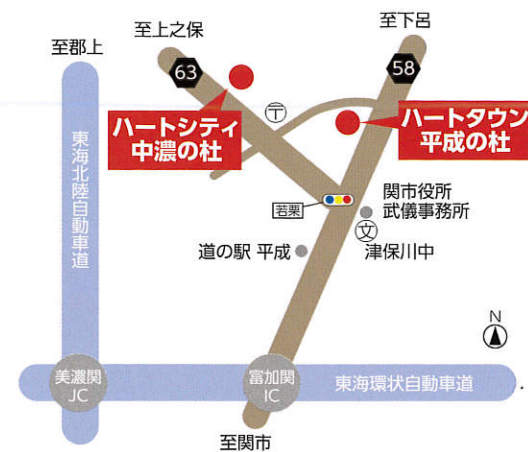 至郡上
至上之保
至下呂
63
58
〒
ハートシティ
中濃の杜
ハートタウン
平成の杜
東海北陸自動車道
若栗
関市役所
武儀事務所
文
津保川中
道の駅 平成
N
美濃関
JC
富加関
IC
東海環状自動車道
至関市